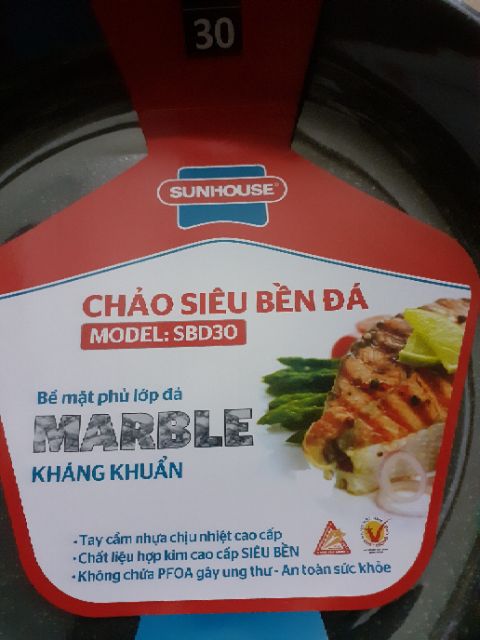 30
SUNHOUSE
CHẢO SIÊU BỀN ĐÁ
MODEL: SBD30
Bề mặt phủ lớp đá
MARBLE
KHÁNG KHUẨN
• Tay cầm nhựa chịu nhiệt cao cấp
• Chất liệu hợp kim cao cấp SIÊU BỀN
• Không chứa PFOA gây ung thư - An toàn sức khỏe